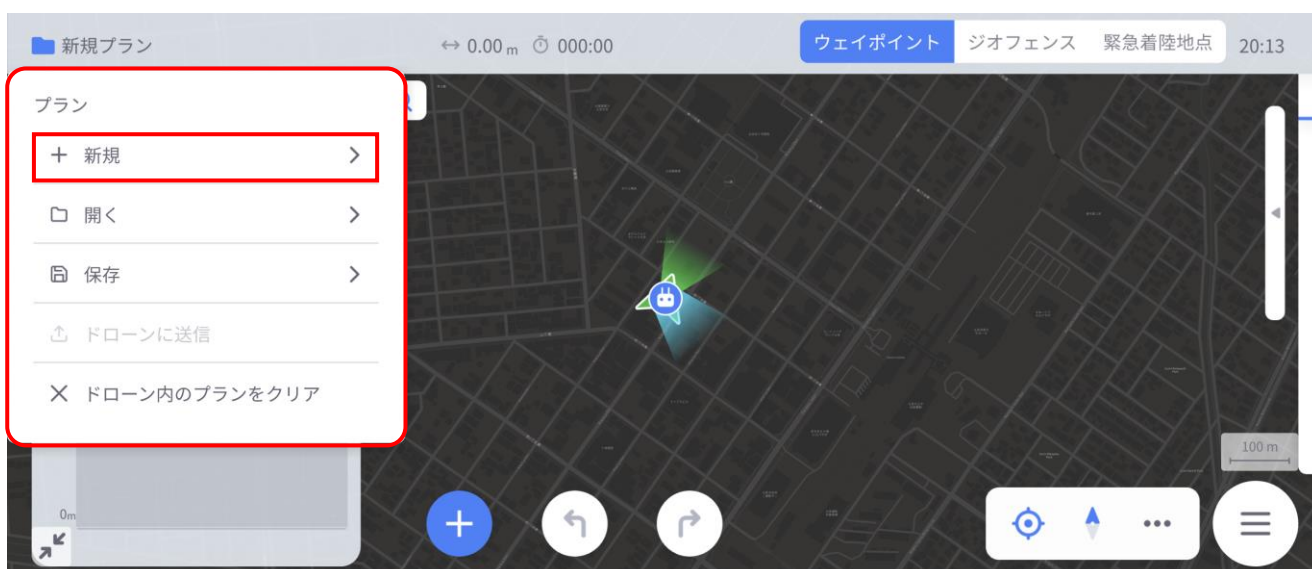 新規プラン
0.00 m 000:00
ウェイポイント ジオフェンス 緊急着陸地点 20:13
プラン
新規
開く
保存
ドローンに送信
ドローン内のプランをクリア
100 m
0m